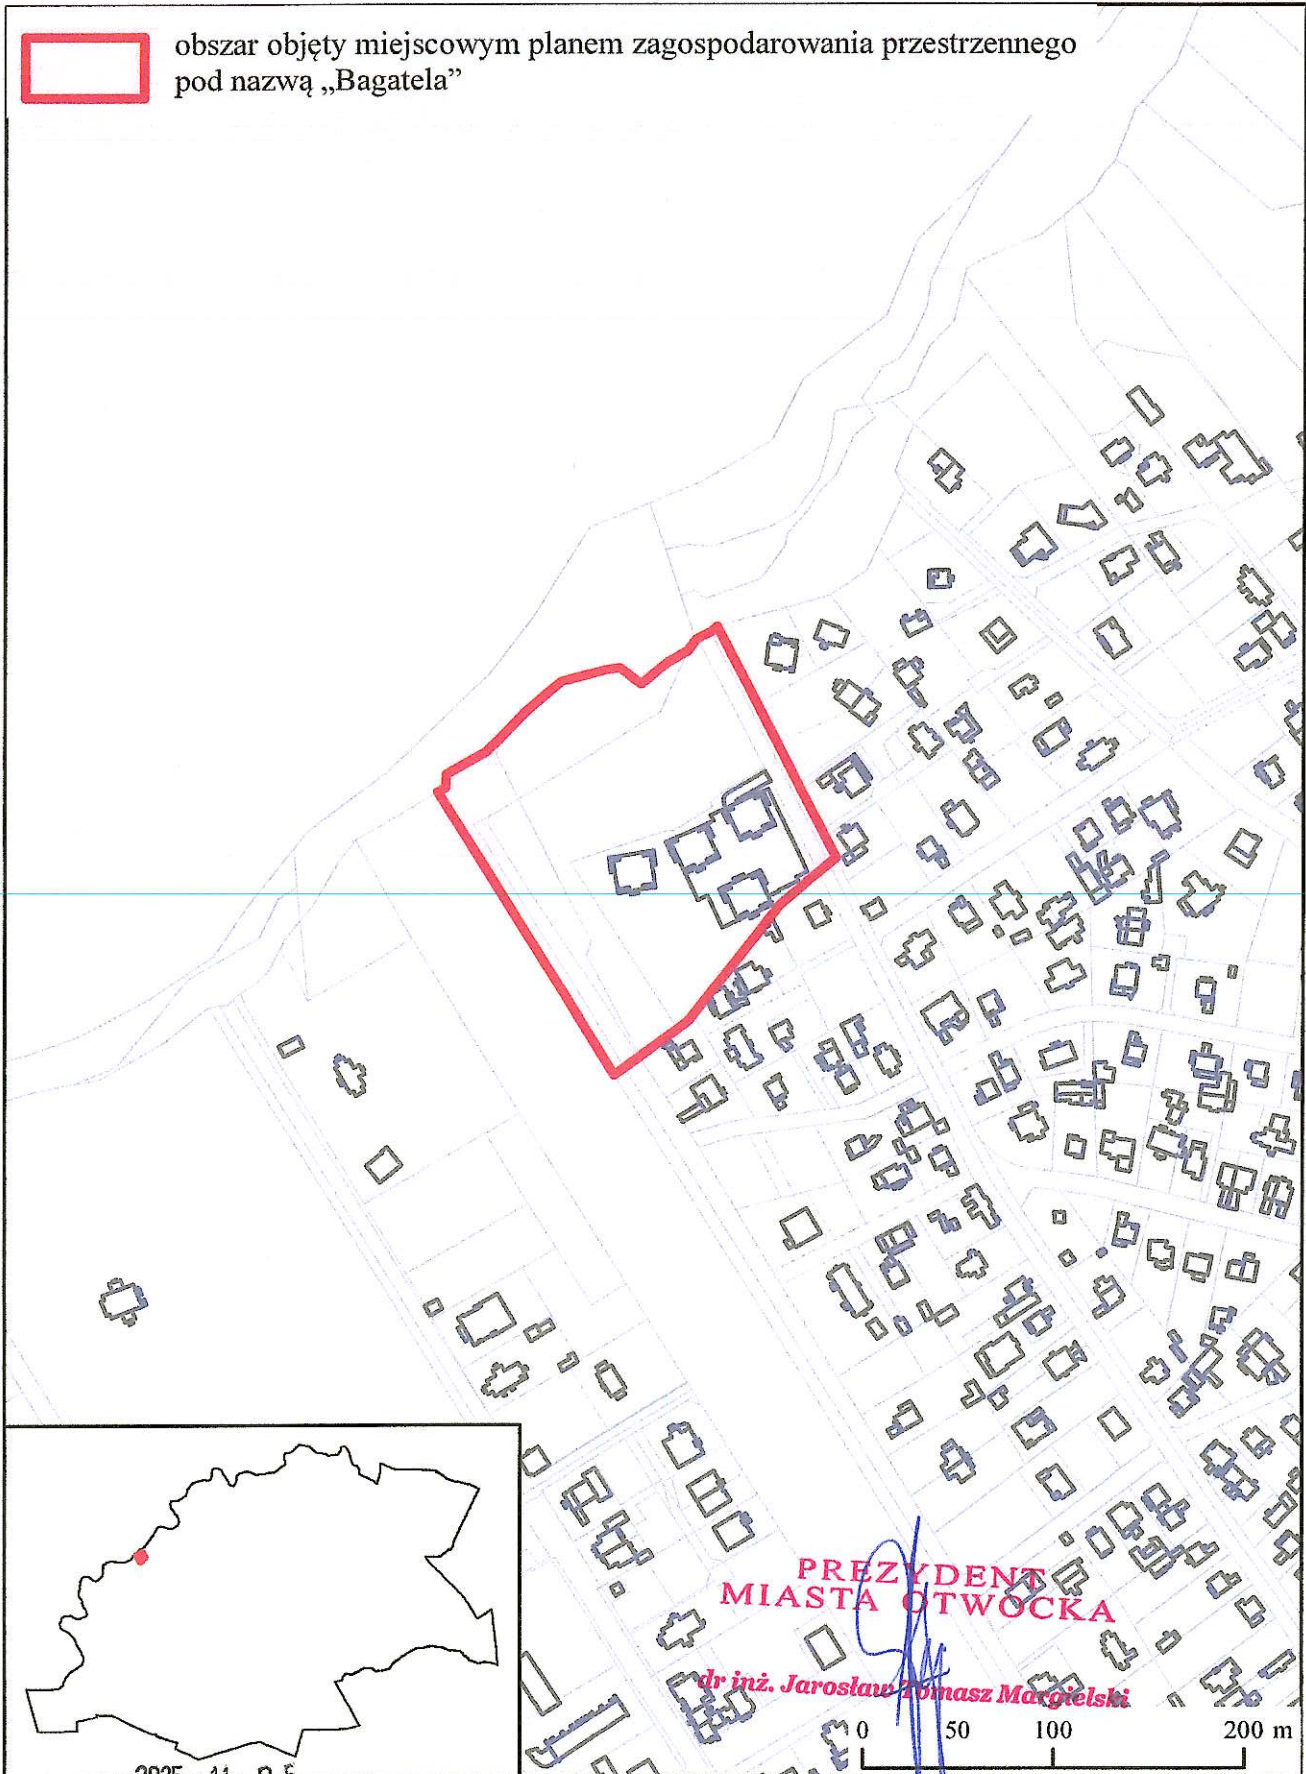 obszar objęty miejscowym planem zagospodarowania przestrzennego
pod nazwą „Bagatela”
PREZYDENT
MIASTA OTWOCKA
dr inż. Jarosław Tomasz Margielski
0 50 100 200 m